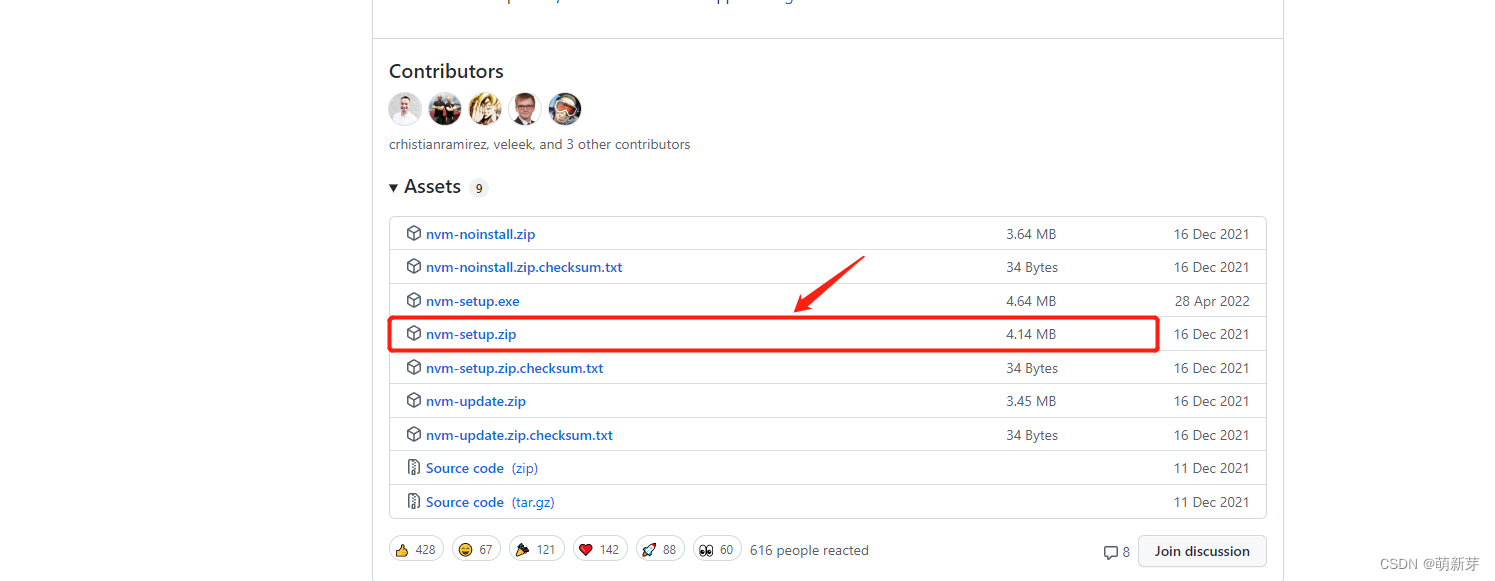 Contributors
crhistianramirez, veleek, and 3 other contributors
▾ Assets 9
nvm-noinstall.zip 3.64 MB 16 Dec 2021
nvm-noinstall.zip.checksum.txt 34 Bytes 16 Dec 2021
nvm-setup.exe 4.64 MB 28 Apr 2022
nvm-setup.zip 4.14 MB 16 Dec 2021
nvm-setup.zip.checksum.txt 34 Bytes 16 Dec 2021
nvm-update.zip 3.45 MB 16 Dec 2021
nvm-update.zip.checksum.txt 34 Bytes 16 Dec 2021
Source code (zip) 11 Dec 2021
Source code (tar.gz) 11 Dec 2021
👍 428 😄 67 🎉 121 ❤️ 142 🚀 88 👀 60 616 people reacted 8 Join discussion
CSDN @萌新芽